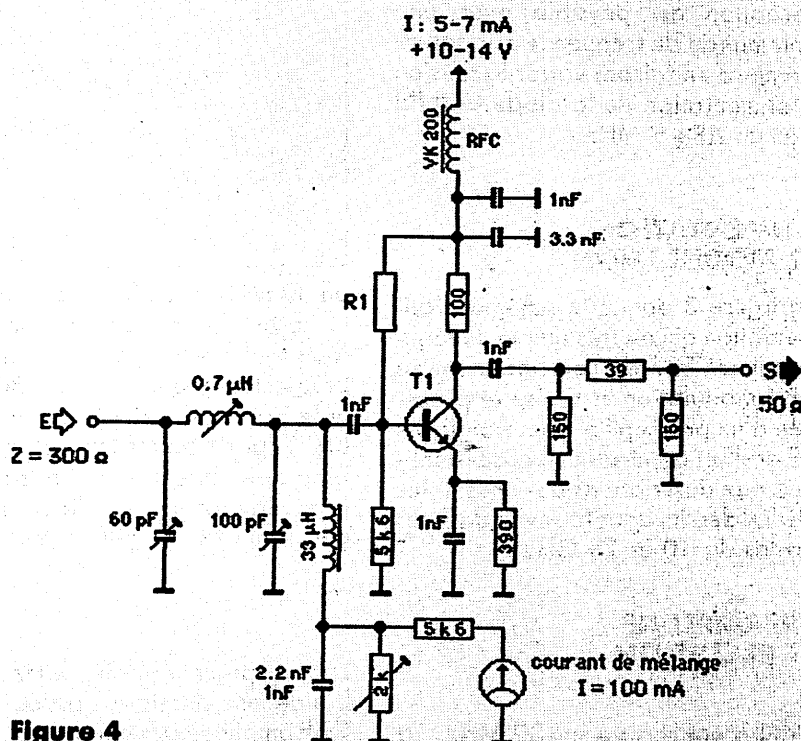 I: 5-7 mA
+10-14 V
VK 200
RFC
1nF
3.3 nF
R1
100
1nF
T1
0.7 µH
E
Z = 300 Ω
1nF
39
S
50 Ω
150
150
60 pF
100 pF
33 µH
5k6
1nF
390
5k6
2.2 nF
1nF
2k
courant de mélange
I = 100 mA
Figure 4